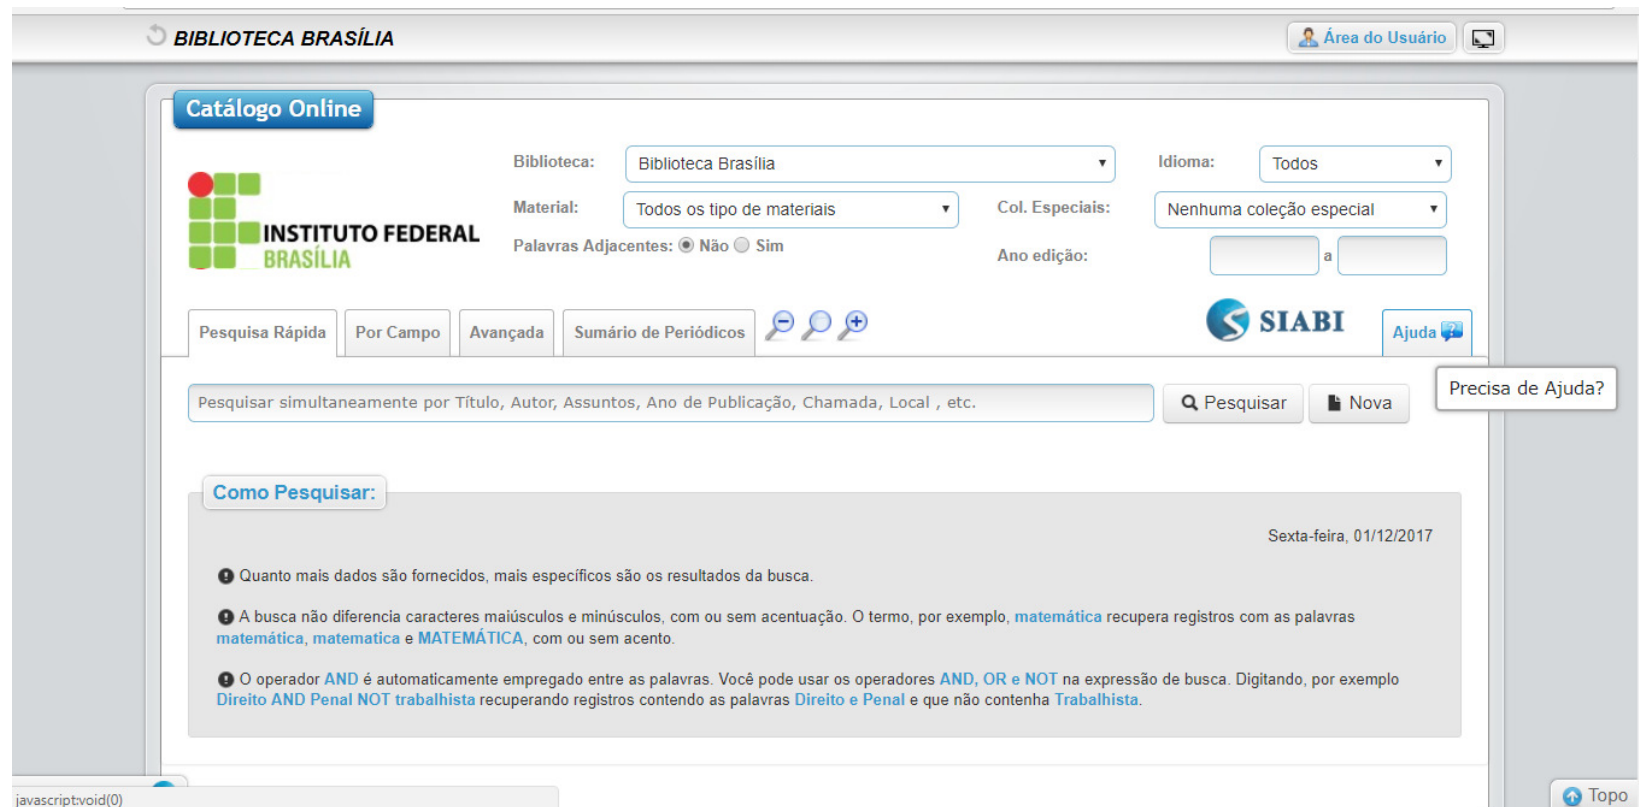 BIBLIOTECA BRASÍLIA
Área do Usuário
Catálogo Online
INSTITUTO FEDERAL
BRASÍLIA
Biblioteca: Biblioteca Brasília Idioma: Todos
Material: Todos os tipo de materiais Col. Especiais: Nenhuma coleção especial
Palavras Adjacentes: Não Sim
Ano edição: a
Pesquisa Rápida Por Campo Avançada Sumário de Periódicos SIABI Ajuda
Precisa de Ajuda?
Pesquisar simultaneamente por Título, Autor, Assuntos, Ano de Publicação, Chamada, Local , etc. Pesquisar Nova
Como Pesquisar:
Sexta-feira, 01/12/2017
Quanto mais dados são fornecidos, mais específicos são os resultados da busca.
A busca não diferencia caracteres maiúsculos e minúsculos, com ou sem acentuação. O termo, por exemplo, matemática recupera registros com as palavras
matemática, matematica e MATEMÁTICA, com ou sem acento.
O operador AND é automaticamente empregado entre as palavras. Você pode usar os operadores AND, OR e NOT na expressão de busca. Digitando, por exemplo
Direito AND Penal NOT trabalhista recuperando registros contendo as palavras Direito e Penal e que não contenha Trabalhista.
javascript:void(0)
Topo